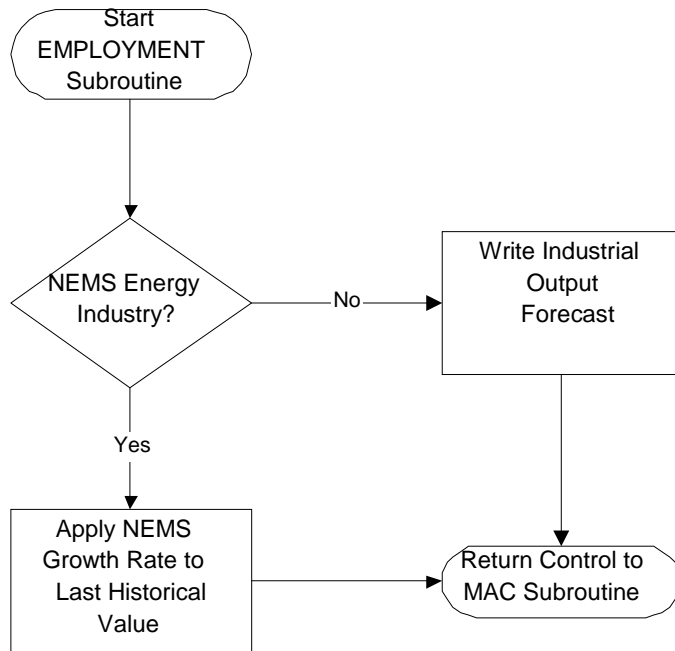 Start
EMPLOYMENT
Subroutine
NEMS Energy
Industry?
No
Write Industrial
Output
Forecast
Yes
Apply NEMS
Growth Rate to
Last Historical
Value
Return Control to
MAC Subroutine